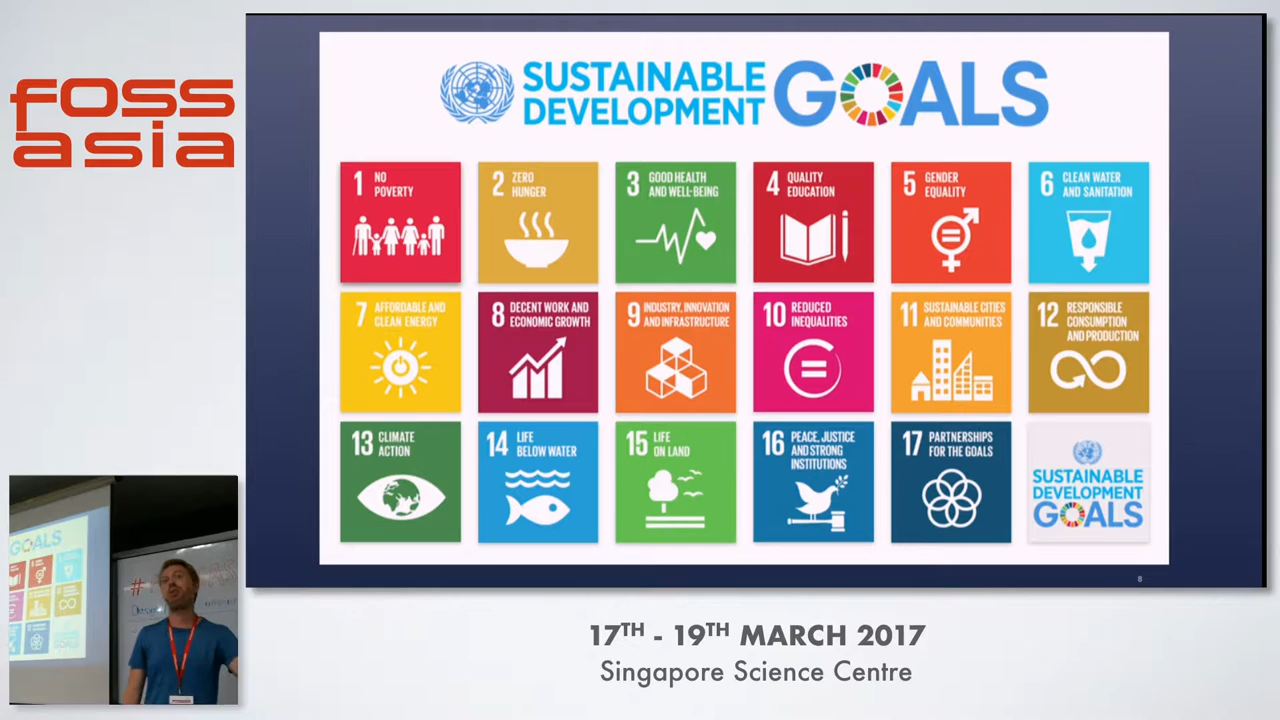 foss
asia
SUSTAINABLE
DEVELOPMENT
GOALS
1 NO
POVERTY
2 ZERO
HUNGER
3 GOOD HEALTH
AND WELL-BEING
4 QUALITY
EDUCATION
5 GENDER
EQUALITY
6 CLEAN WATER
AND SANITATION
7 AFFORDABLE AND
CLEAN ENERGY
8 DECENT WORK AND
ECONOMIC GROWTH
9 INDUSTRY, INNOVATION
AND INFRASTRUCTURE
10 REDUCED
INEQUALITIES
11 SUSTAINABLE CITIES
AND COMMUNITIES
12 RESPONSIBLE
CONSUMPTION
AND PRODUCTION
13 CLIMATE
ACTION
14 LIFE
BELOW WATER
15 LIFE
ON LAND
16 PEACE, JUSTICE
AND STRONG
INSTITUTIONS
17 PARTNERSHIPS
FOR THE GOALS
SUSTAINABLE
DEVELOPMENT
GOALS
8
GOALS
17TH - 19TH MARCH 2017
Singapore Science Centre